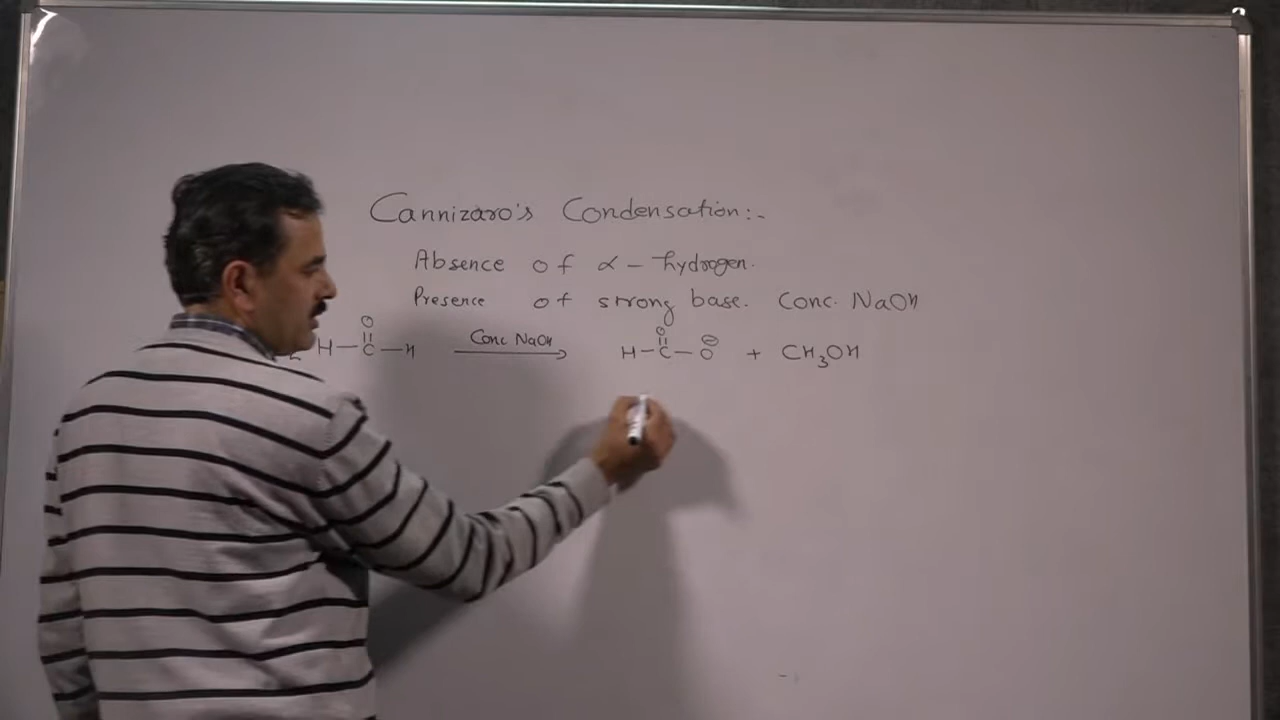 Cannizaro's Condensation:-
Absence of α - hydrogen.
Presence of strong base. Conc. NaOH
O O ⊖
H-C-H Conc NaOH → H-C-O + CH₃OH